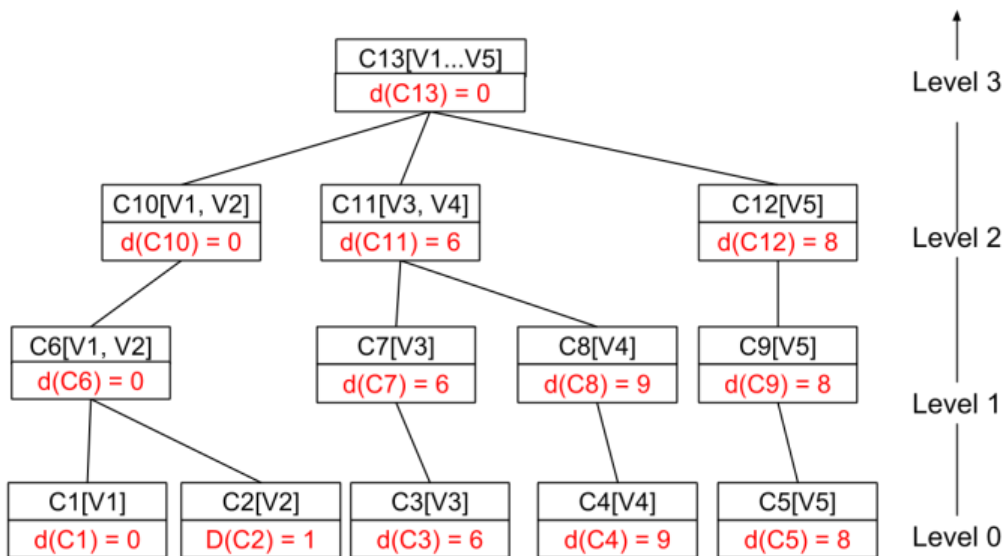 C13[V1...V5]
d(C13) = 0
Level 3
C10[V1, V2]
C11[V3, V4]
C12[V5]
d(C10) = 0
d(C11) = 6
d(C12) = 8
Level 2
C6[V1, V2]
C7[V3]
C8[V4]
C9[V5]
d(C6) = 0
d(C7) = 6
d(C8) = 9
d(C9) = 8
Level 1
C1[V1]
C2[V2]
C3[V3]
C4[V4]
C5[V5]
d(C1) = 0
D(C2) = 1
d(C3) = 6
d(C4) = 9
d(C5) = 8
Level 0